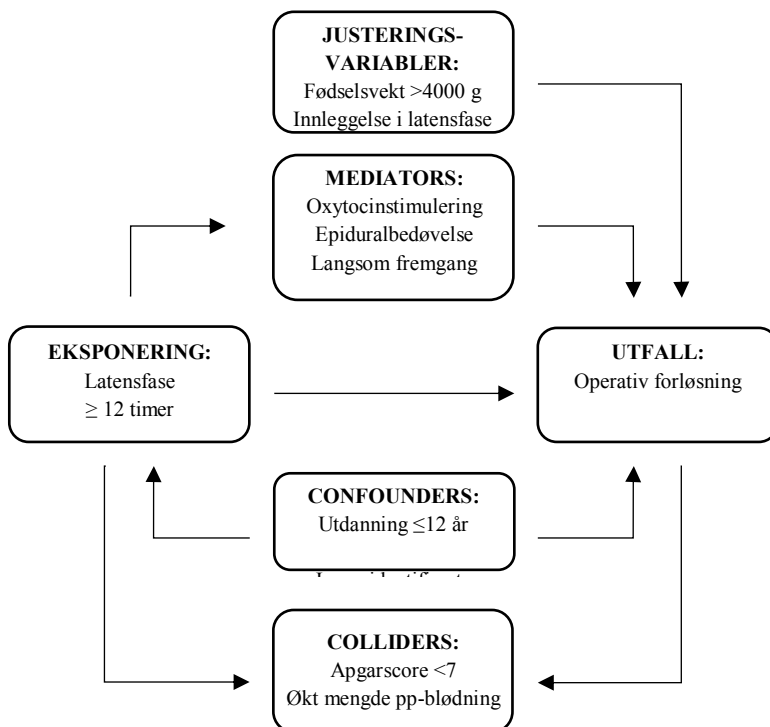 JUSTERINGS-
VARIABLER:
Fødselsvekt >4000 g
Innleggelse i latensfase
MEDIATORS:
Oxytocinstimulering
Epiduralbedøvelse
Langsom fremgang
EKSPONERING:
Latensfase
≥ 12 timer
UTFALL:
Operativ forløsning
CONFOUNDERS:
Utdanning ≤12 år
COLLIDERS:
Apgarscore <7
Økt mengde pp-blødning